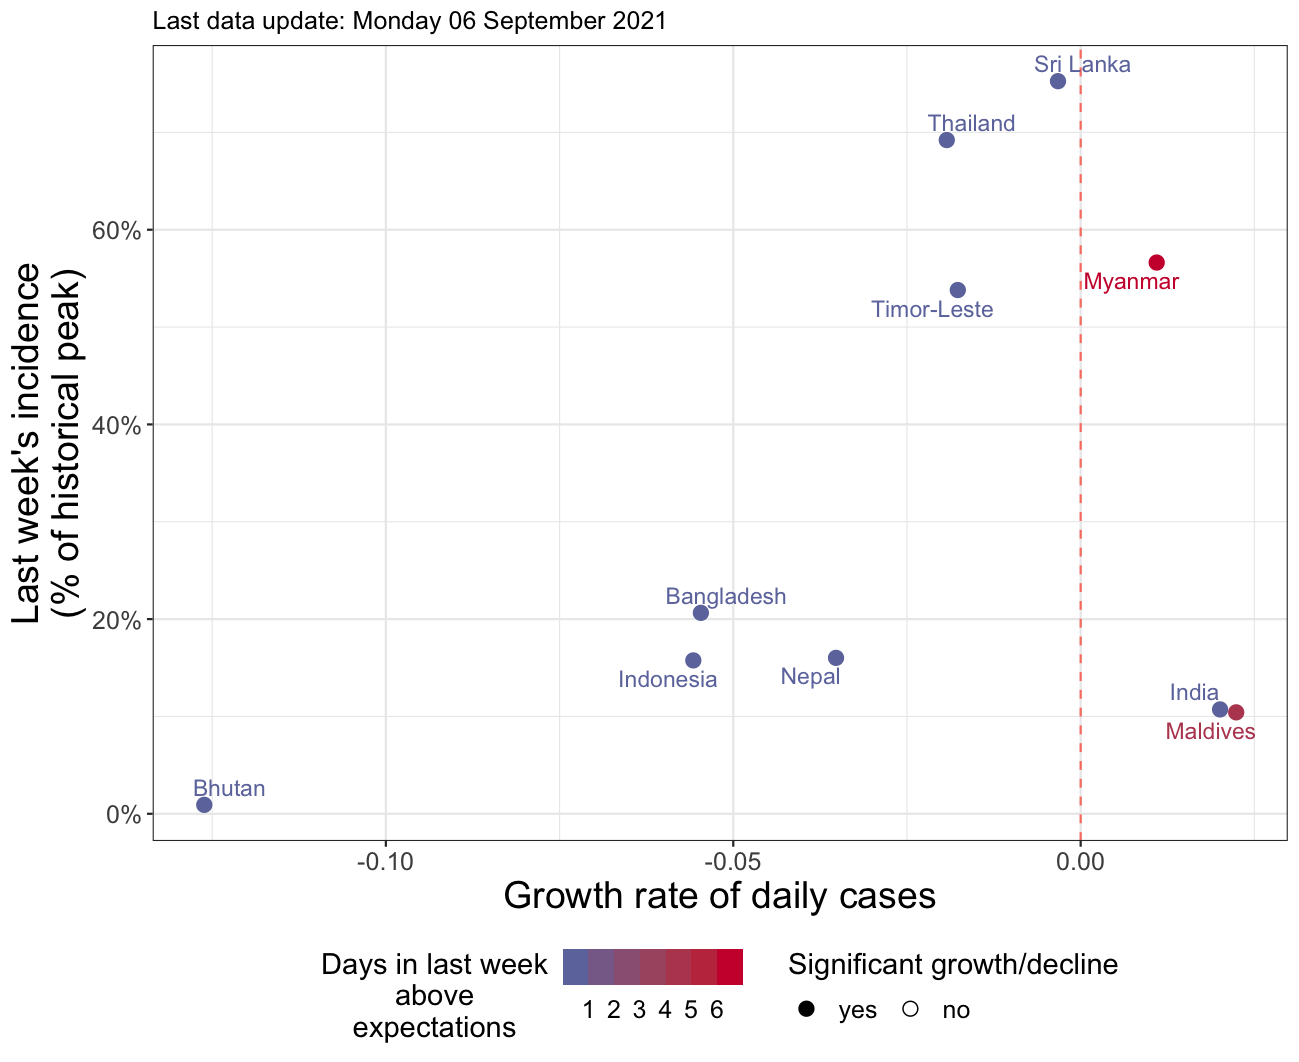 Last data update: Monday 06 September 2021
Sri Lanka
Thailand
60%
Myanmar
Timor-Leste
Last week's incidence
(% of historical peak)
40%
Bangladesh
20%
Indonesia
Nepal
India
Maldives
Bhutan
0%
-0.10
-0.05
0.00
Growth rate of daily cases
Days in last week
above
expectations
1 2 3 4 5 6
Significant growth/decline
yes
no